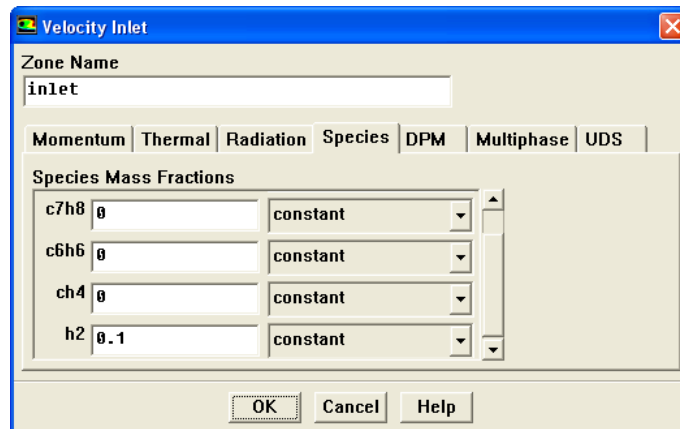 Velocity Inlet
Zone Name
inlet
Momentum Thermal Radiation Species DPM Multiphase UDS
Species Mass Fractions
c7h8 0 constant
c6h6 0 constant
ch4 0 constant
h2 0.1 constant
OK Cancel Help